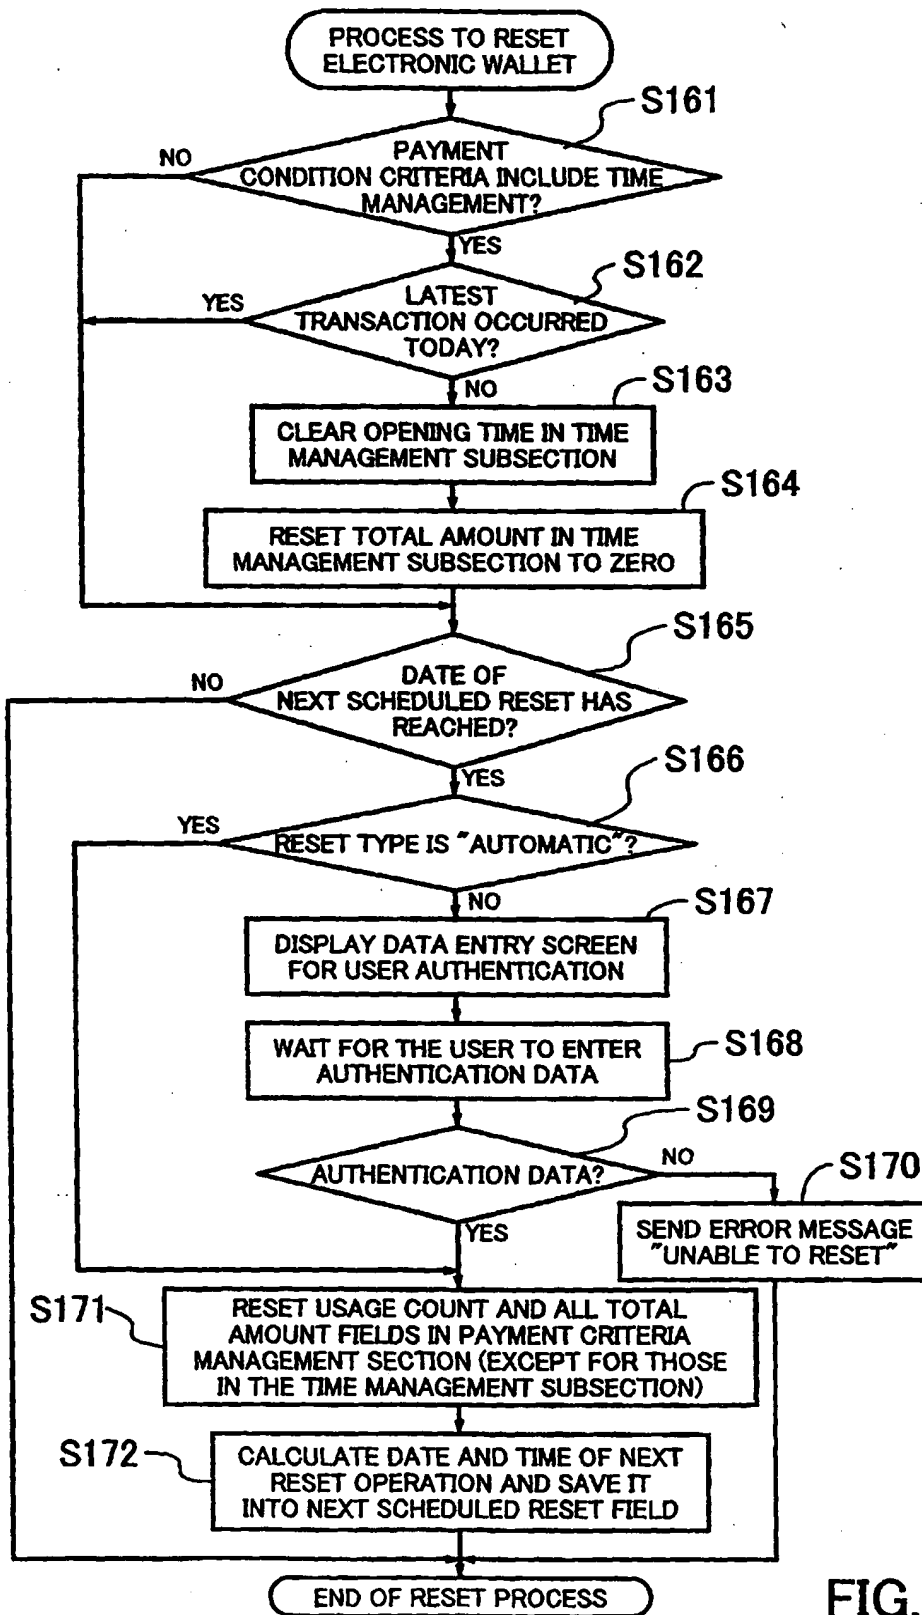 PROCESS TO RESET
ELECTRONIC WALLET
S161
NO
PAYMENT
CONDITION CRITERIA INCLUDE TIME
MANAGEMENT?
YES
S162
YES
LATEST
TRANSACTION OCCURRED
TODAY?
NO
S163
CLEAR OPENING TIME IN TIME
MANAGEMENT SUBSECTION
S164
RESET TOTAL AMOUNT IN TIME
MANAGEMENT SUBSECTION TO ZERO
S165
NO
DATE OF
NEXT SCHEDULED RESET HAS
REACHED?
YES
S166
YES
RESET TYPE IS "AUTOMATIC"?
NO
S167
DISPLAY DATA ENTRY SCREEN
FOR USER AUTHENTICATION
WAIT FOR THE USER TO ENTER
AUTHENTICATION DATA
S168
S169
AUTHENTICATION DATA?
NO
YES
S170
SEND ERROR MESSAGE
"UNABLE TO RESET"
S171
RESET USAGE COUNT AND ALL TOTAL
AMOUNT FIELDS IN PAYMENT CRITERIA
MANAGEMENT SECTION (EXCEPT FOR THOSE
IN THE TIME MANAGEMENT SUBSECTION)
S172
CALCULATE DATE AND TIME OF NEXT
RESET OPERATION AND SAVE IT
INTO NEXT SCHEDULED RESET FIELD
END OF RESET PROCESS
FIG.